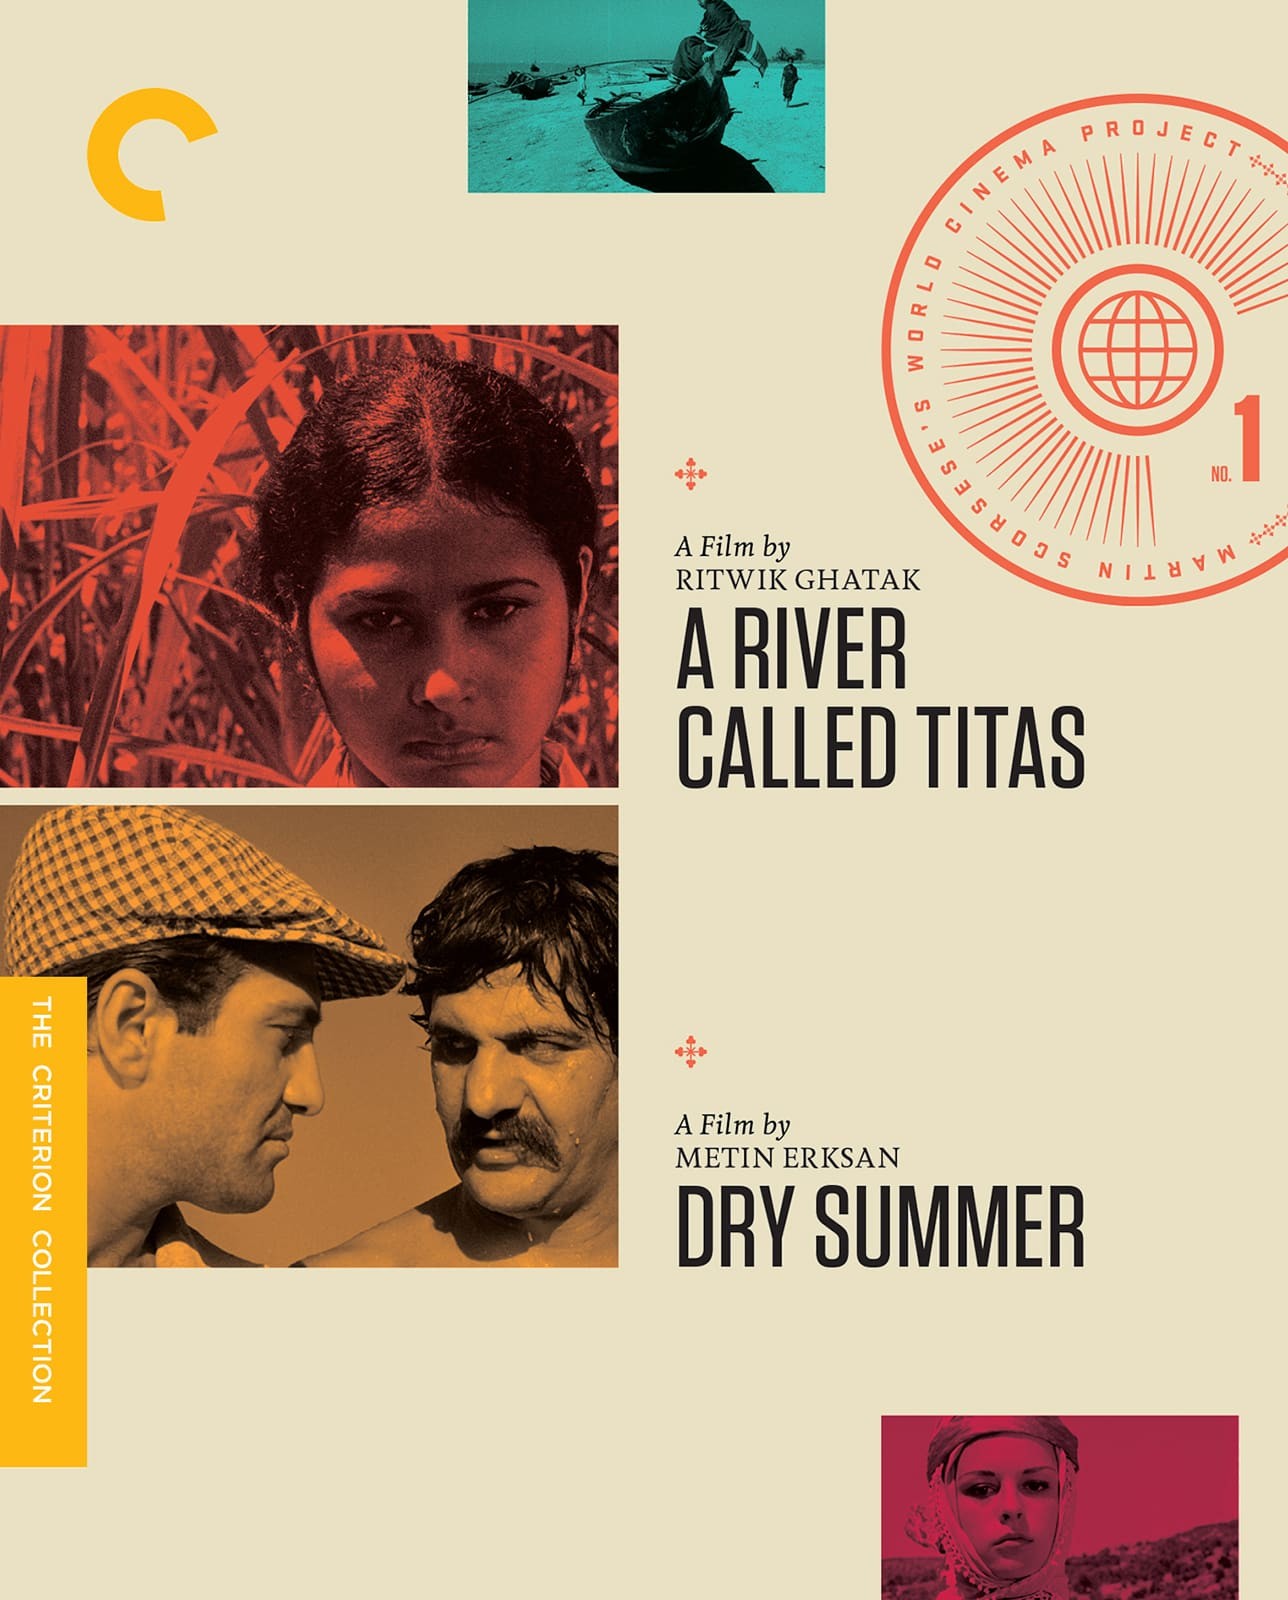 MARTIN SCORSESE'S WORLD CINEMA PROJECT
NO. 1
A Film by
RITWIK GHATAK
A RIVER
CALLED TITAS
A Film by
METIN ERKSAN
DRY SUMMER
THE CRITERION COLLECTION